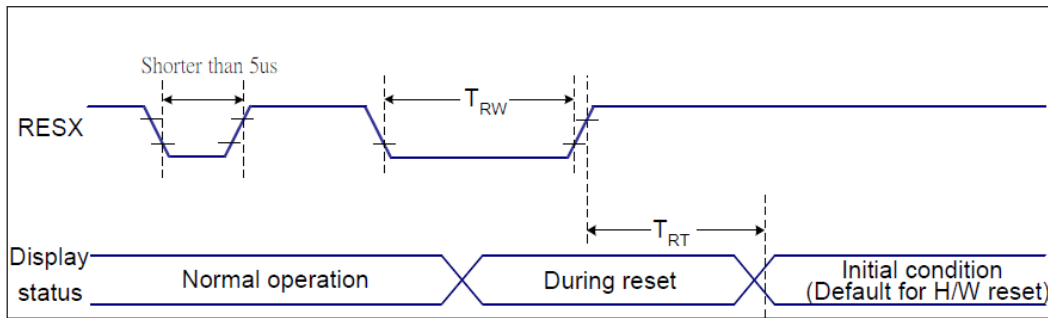 Shorter than 5us
RESX
TRW
TRT
Display
status
Normal operation
During reset
Initial condition
(Default for H/W reset)